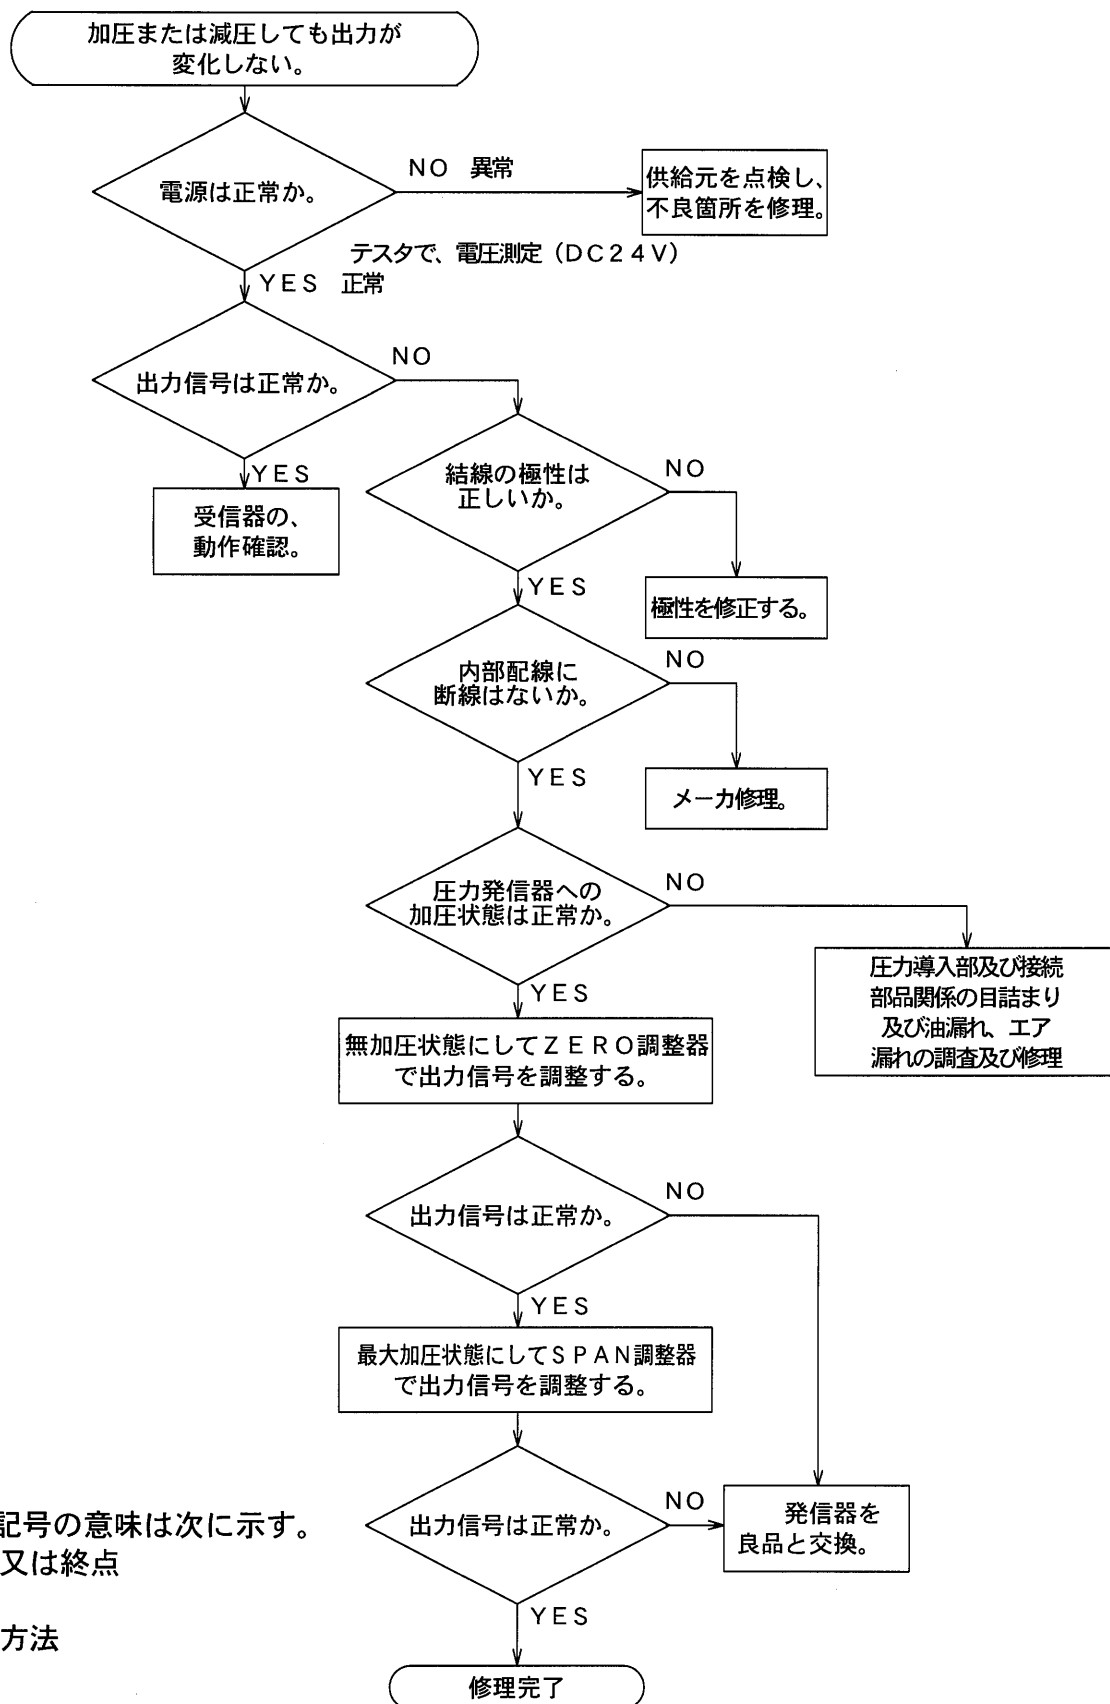 加圧または減圧しても出力が
変化しない。
電源は正常か。
NO 異常
供給元を点検し、
不良箇所を修理。
テスタで、電圧測定（DC24V）
YES 正常
出力信号は正常か。
NO
YES
受信器の、
動作確認。
結線の極性は
正しいか。
NO
YES
極性を修正する。
内部配線に
断線はないか。
NO
YES
メーカ修理。
圧力発信器への
加圧状態は正常か。
NO
YES
圧力導入部及び接続
部品関係の目詰まり
及び油漏れ、エア
漏れの調査及び修理
無加圧状態にしてZERO調整器
で出力信号を調整する。
出力信号は正常か。
NO
YES
最大加圧状態にしてSPAN調整器
で出力信号を調整する。
出力信号は正常か。
NO
発信器を
良品と交換。
YES
修理完了
記号の意味は次に示す。
又は終点
方法